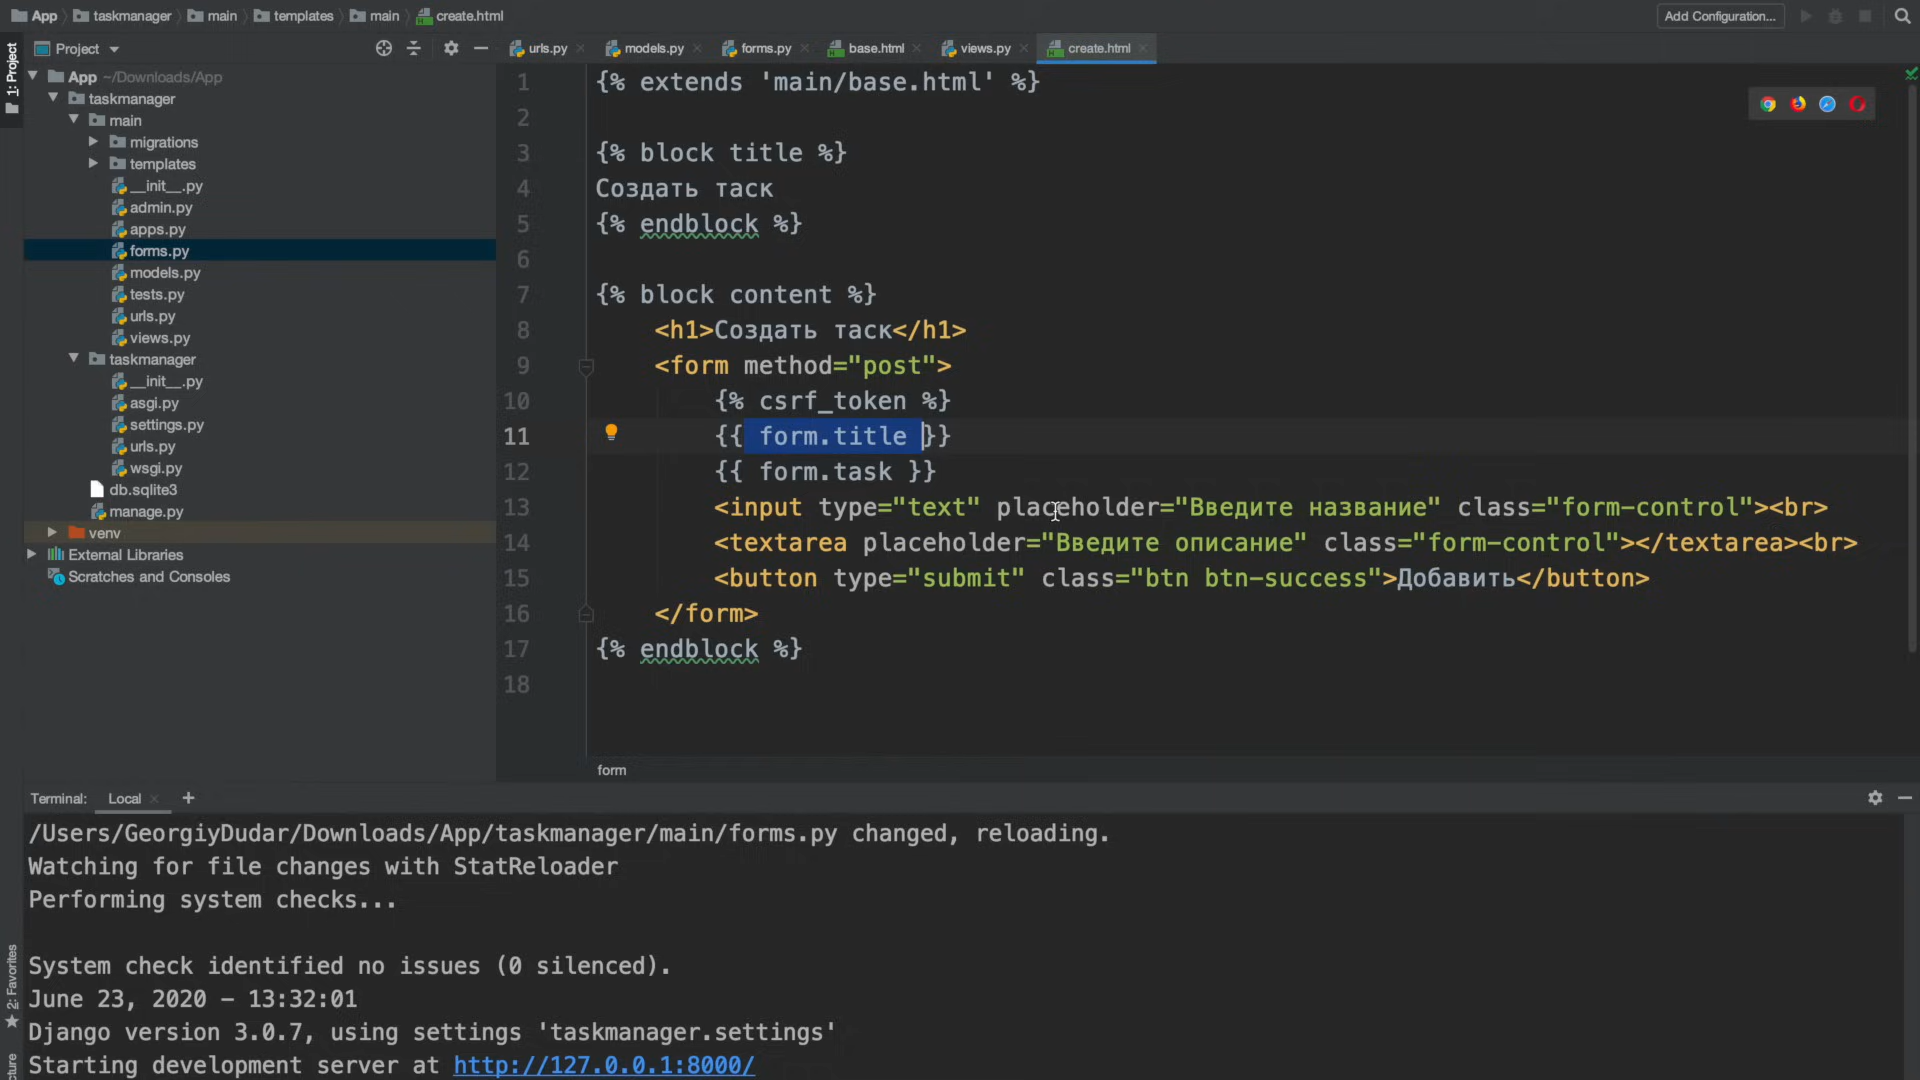 App taskmanager main templates main create.html Add Configuration...
Project urls.py models.py forms.py base.html views.py create.html
1: Project
App ~/Downloads/App
taskmanager
main
migrations
templates
__init__.py
admin.py
apps.py
forms.py
models.py
tests.py
urls.py
views.py
taskmanager
__init__.py
asgi.py
settings.py
urls.py
wsgi.py
db.sqlite3
manage.py
venv
External Libraries
Scratches and Consoles
1 {% extends 'main/base.html' %}
2
3 {% block title %}
4 Создать таск
5 {% endblock %}
6
7 {% block content %}
8 <h1>Создать таск</h1>
9 <form method="post">
10 {% csrf_token %}
11 {{ form.title }}
12 {{ form.task }}
13 <input type="text" placeholder="Введите название" class="form-control"><br>
14 <textarea placeholder="Введите описание" class="form-control"></textarea><br>
15 <button type="submit" class="btn btn-success">Добавить</button>
16 </form>
17 {% endblock %}
18
form
Terminal: Local +
/Users/GeorgiyDudar/Downloads/App/taskmanager/main/forms.py changed, reloading.
Watching for file changes with StatReloader
Performing system checks...
System check identified no issues (0 silenced).
June 23, 2020 - 13:32:01
Django version 3.0.7, using settings 'taskmanager.settings'
Starting development server at http://127.0.0.1:8000/
2: Favorites